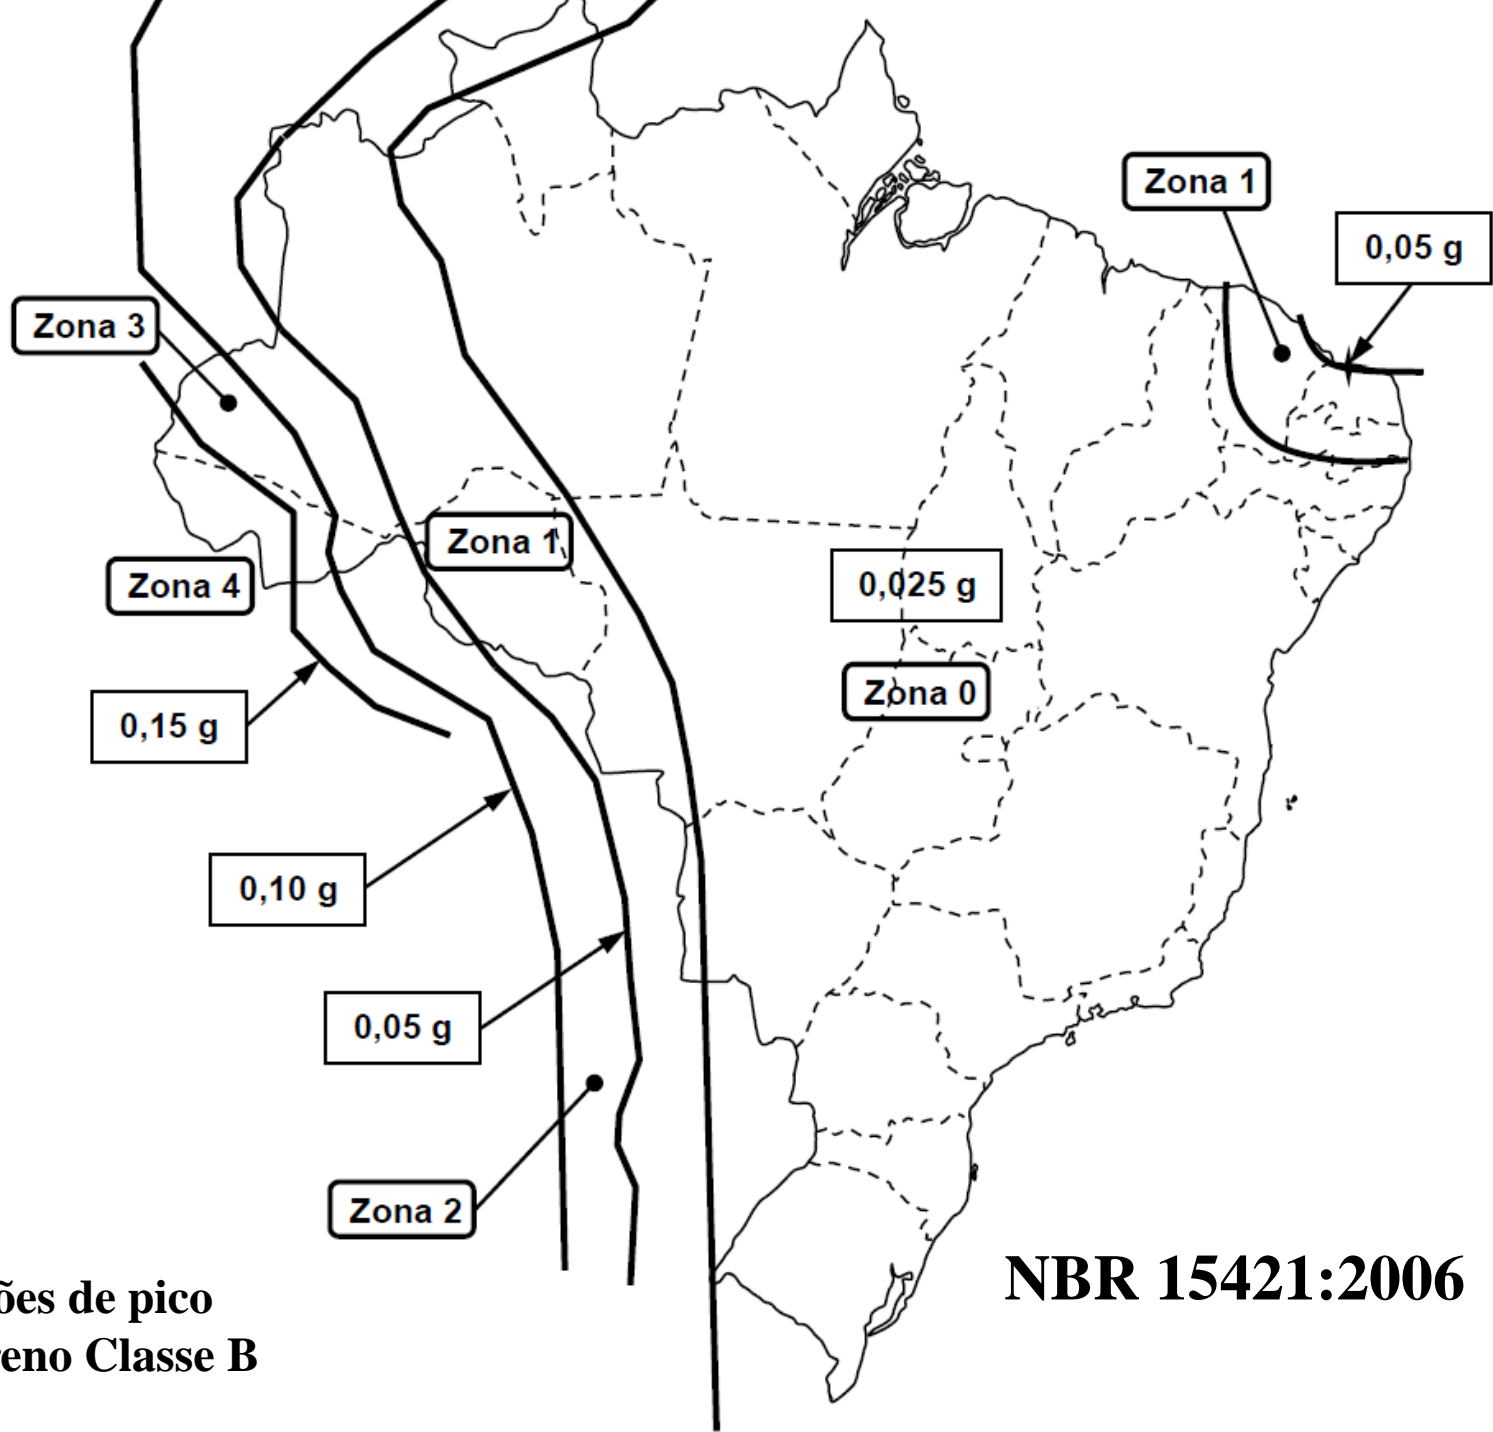 Zona 1
0,05 g
Zona 3
Zona 1
0,025 g
Zona 4
Zona 0
0,15 g
0,10 g
0,05 g
Zona 2
NBR 15421:2006
ões de pico
reno Classe B